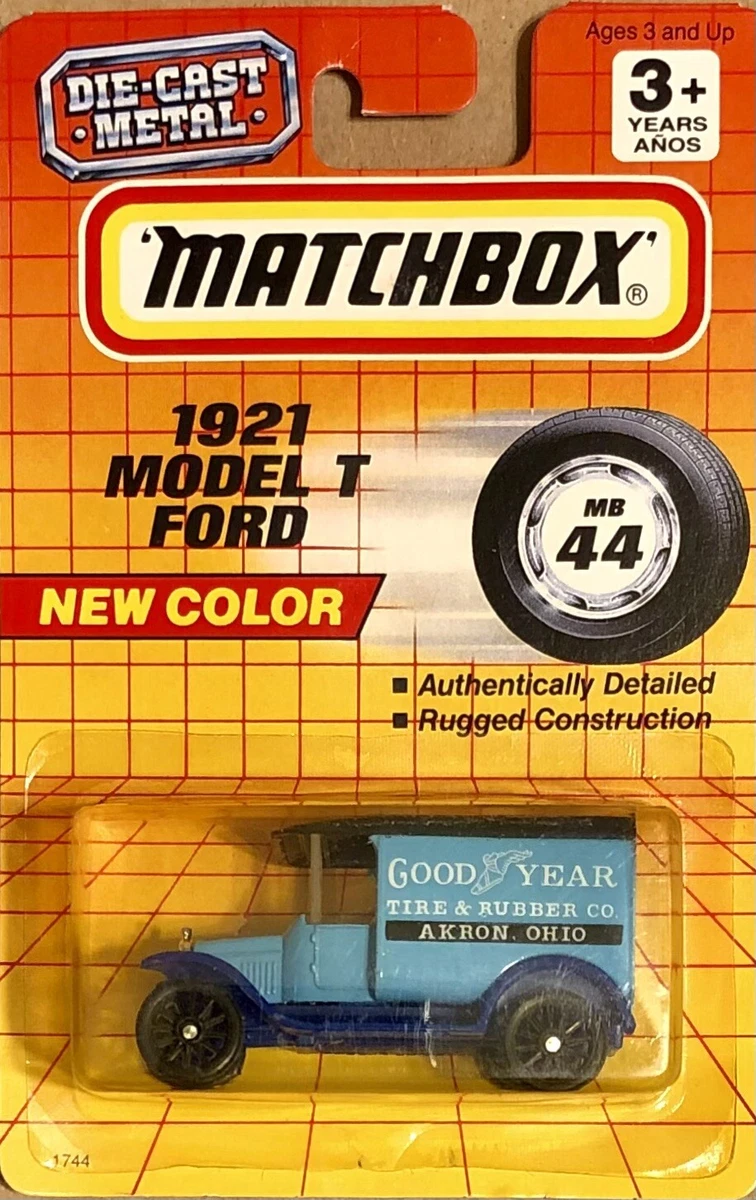 Ages 3 and Up
DIE-CAST
• METAL •
3+
YEARS
AÑOS
'MATCHBOX'®
1921
MODEL T
FORD
MB
44
NEW COLOR
■ Authentically Detailed
■ Rugged Construction
GOOD YEAR
TIRE & RUBBER CO.
AKRON, OHIO
1744